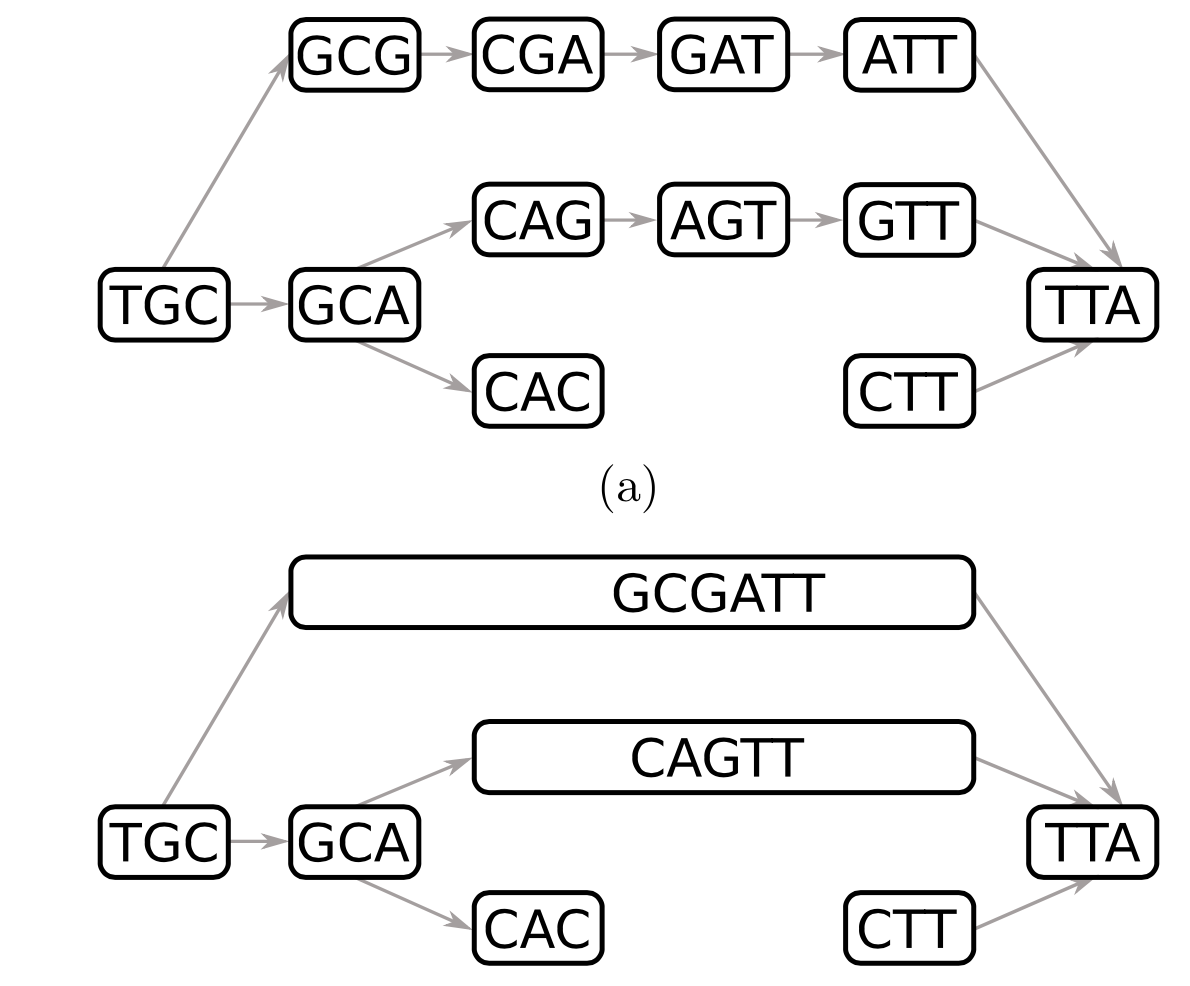 GCG CGA GAT ATT
CAG AGT GTT
TGC GCA TTA
CAC CTT
(a)
GCGATT
CAGTT
TGC GCA TTA
CAC CTT